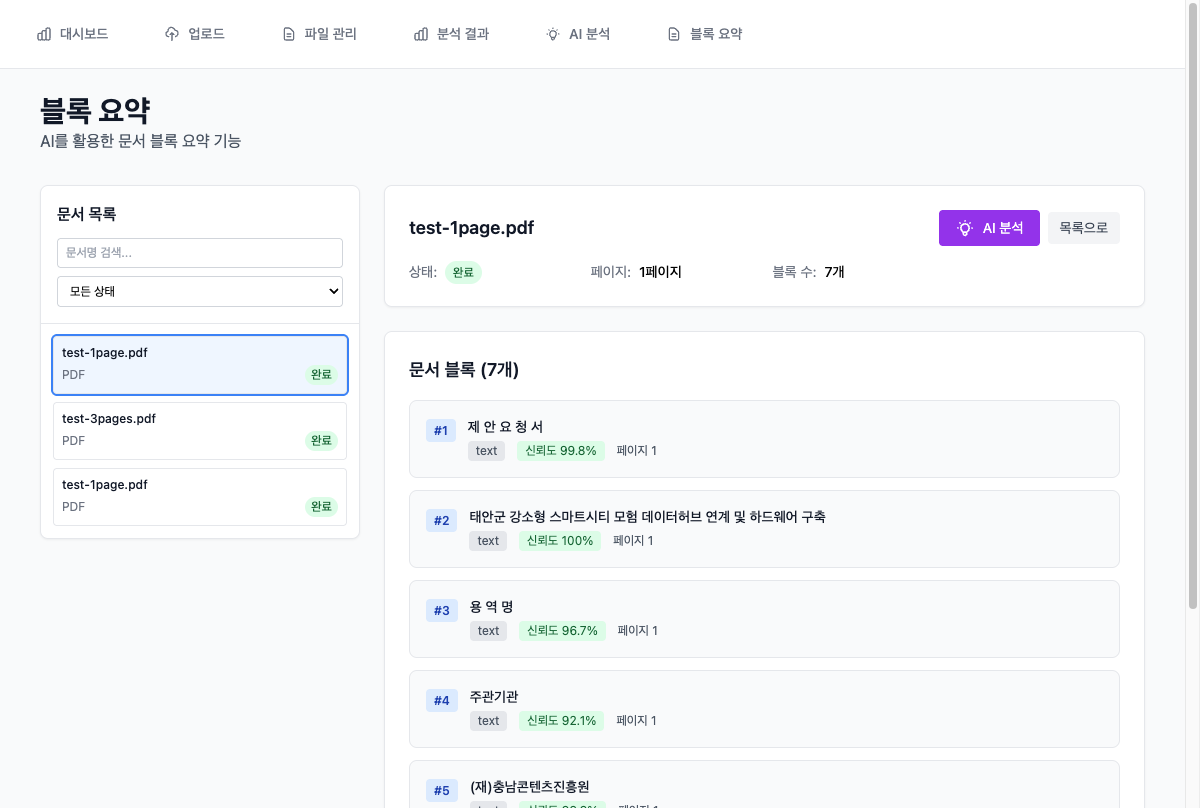 대시보드 업로드 파일 관리 분석 결과 AI 분석 블록 요약
블록 요약
AI를 활용한 문서 블록 요약 기능
문서 목록
문서명 검색...
모든 상태
test-1page.pdf
PDF 완료
test-3pages.pdf
PDF 완료
test-1page.pdf
PDF 완료
test-1page.pdf
AI 분석 목록으로
상태: 완료 페이지: 1페이지 블록 수: 7개
문서 블록 (7개)
#1 제 안 요 청 서
text 신뢰도 99.8% 페이지 1
#2 태안군 강소형 스마트시티 모험 데이터허브 연계 및 하드웨어 구축
text 신뢰도 100% 페이지 1
#3 용 역 명
text 신뢰도 96.7% 페이지 1
#4 주관기관
text 신뢰도 92.1% 페이지 1
#5 (재)충남콘텐츠진흥원